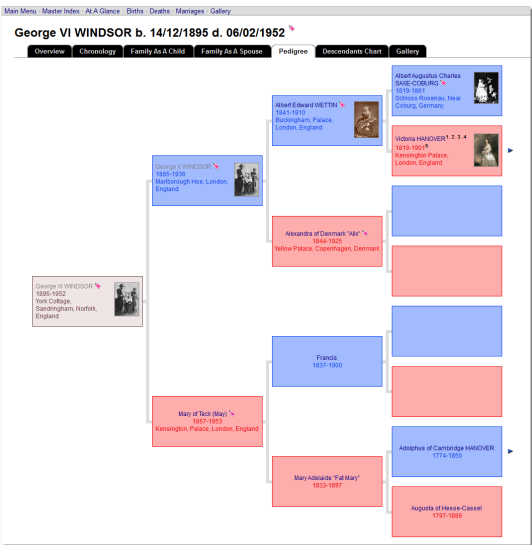 Main Menu - Master Index - At A Glance - Births - Deaths - Marriages - Gallery
George VI WINDSOR b. 14/12/1895 d. 06/02/1952
Overview Chronology Family As A Child Family As A Spouse Pedigree Descendants Chart Gallery
Albert Augustus Charles
SAXE-COBURG
1819-1861
Schloss Rosenau, Near
Coburg, Germany
Albert Edward WETTIN
1841-1910
Buckingham, Palace,
London, England
Victoria HANOVER1, 2, 3, 4
1819-19015
Kensington Palace,
London, England
George V WINDSOR
1865-1936
Marlborough Hse, London,
England
Alexandra of Denmark "Alix"
1844-1925
Yellow Palace, Copenhagen, Denmark
George VI WINDSOR
1895-1952
York Cottage,
Sandringham, Norfolk,
England
Francis
1837-1900
Mary of Teck (May)
1867-1953
Kensington, Palace, London, England
Adolphus of Cambridge HANOVER
1774-1850
Mary Adelaide "Fat Mary"
1833-1897
Augusta of Hesse-Cassel
1797-1889